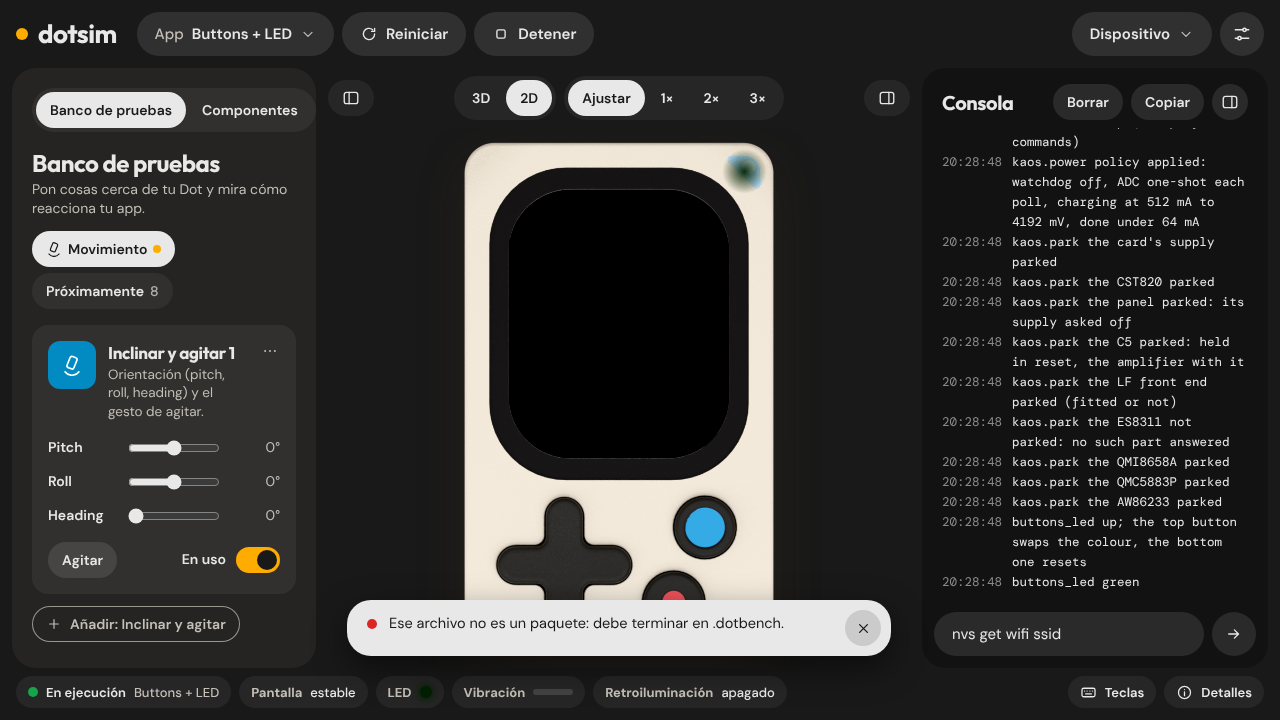 dotsim
App Buttons + LED
Reiniciar
Detener
Dispositivo
Banco de pruebas
Componentes
Banco de pruebas
Pon cosas cerca de tu Dot y mira cómo
reacciona tu app.
Movimiento
Próximamente 8
Inclinar y agitar 1
...
Orientación (pitch,
roll, heading) y el
gesto de agitar.
Pitch 0°
Roll 0°
Heading 0°
Agitar
En uso
Añadir: Inclinar y agitar
3D
2D
Ajustar
1×
2×
3×
Ese archivo no es un paquete: debe terminar en .dotbench.
Consola
Borrar
Copiar
commands)
20:28:48 kaos.power policy applied:
watchdog off, ADC one-shot each
poll, charging at 512 mA to
4192 mV, done under 64 mA
20:28:48 kaos.park the card's supply
parked
20:28:48 kaos.park the CST820 parked
20:28:48 kaos.park the panel parked: its
supply asked off
20:28:48 kaos.park the C5 parked: held
in reset, the amplifier with it
20:28:48 kaos.park the LF front end
parked (fitted or not)
20:28:48 kaos.park the ES8311 not
parked: no such part answered
20:28:48 kaos.park the QMI8658A parked
20:28:48 kaos.park the QMC5883P parked
20:28:48 kaos.park the AW86233 parked
20:28:48 buttons_led up; the top button
swaps the colour, the bottom
one resets
20:28:48 buttons_led green
nvs get wifi ssid
En ejecución Buttons + LED
Pantalla estable
LED
Vibración
Retroiluminación apagado
Teclas
Detalles